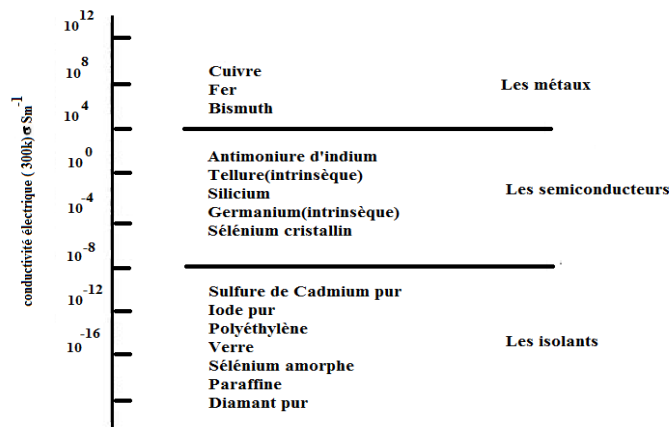 10^12
10^8
10^4
10^0
10^-4
10^-8
10^-12
10^-16
conductivité électrique ( 300k) σ Sm^-1
Cuivre
Fer
Bismuth
Les métaux
Antimoniure d'indium
Tellure(intrinsèque)
Silicium
Germanium(intrinsèque)
Sélénium cristallin
Les semiconducteurs
Sulfure de Cadmium pur
Iode pur
Polyéthylène
Verre
Sélénium amorphe
Paraffine
Diamant pur
Les isolants